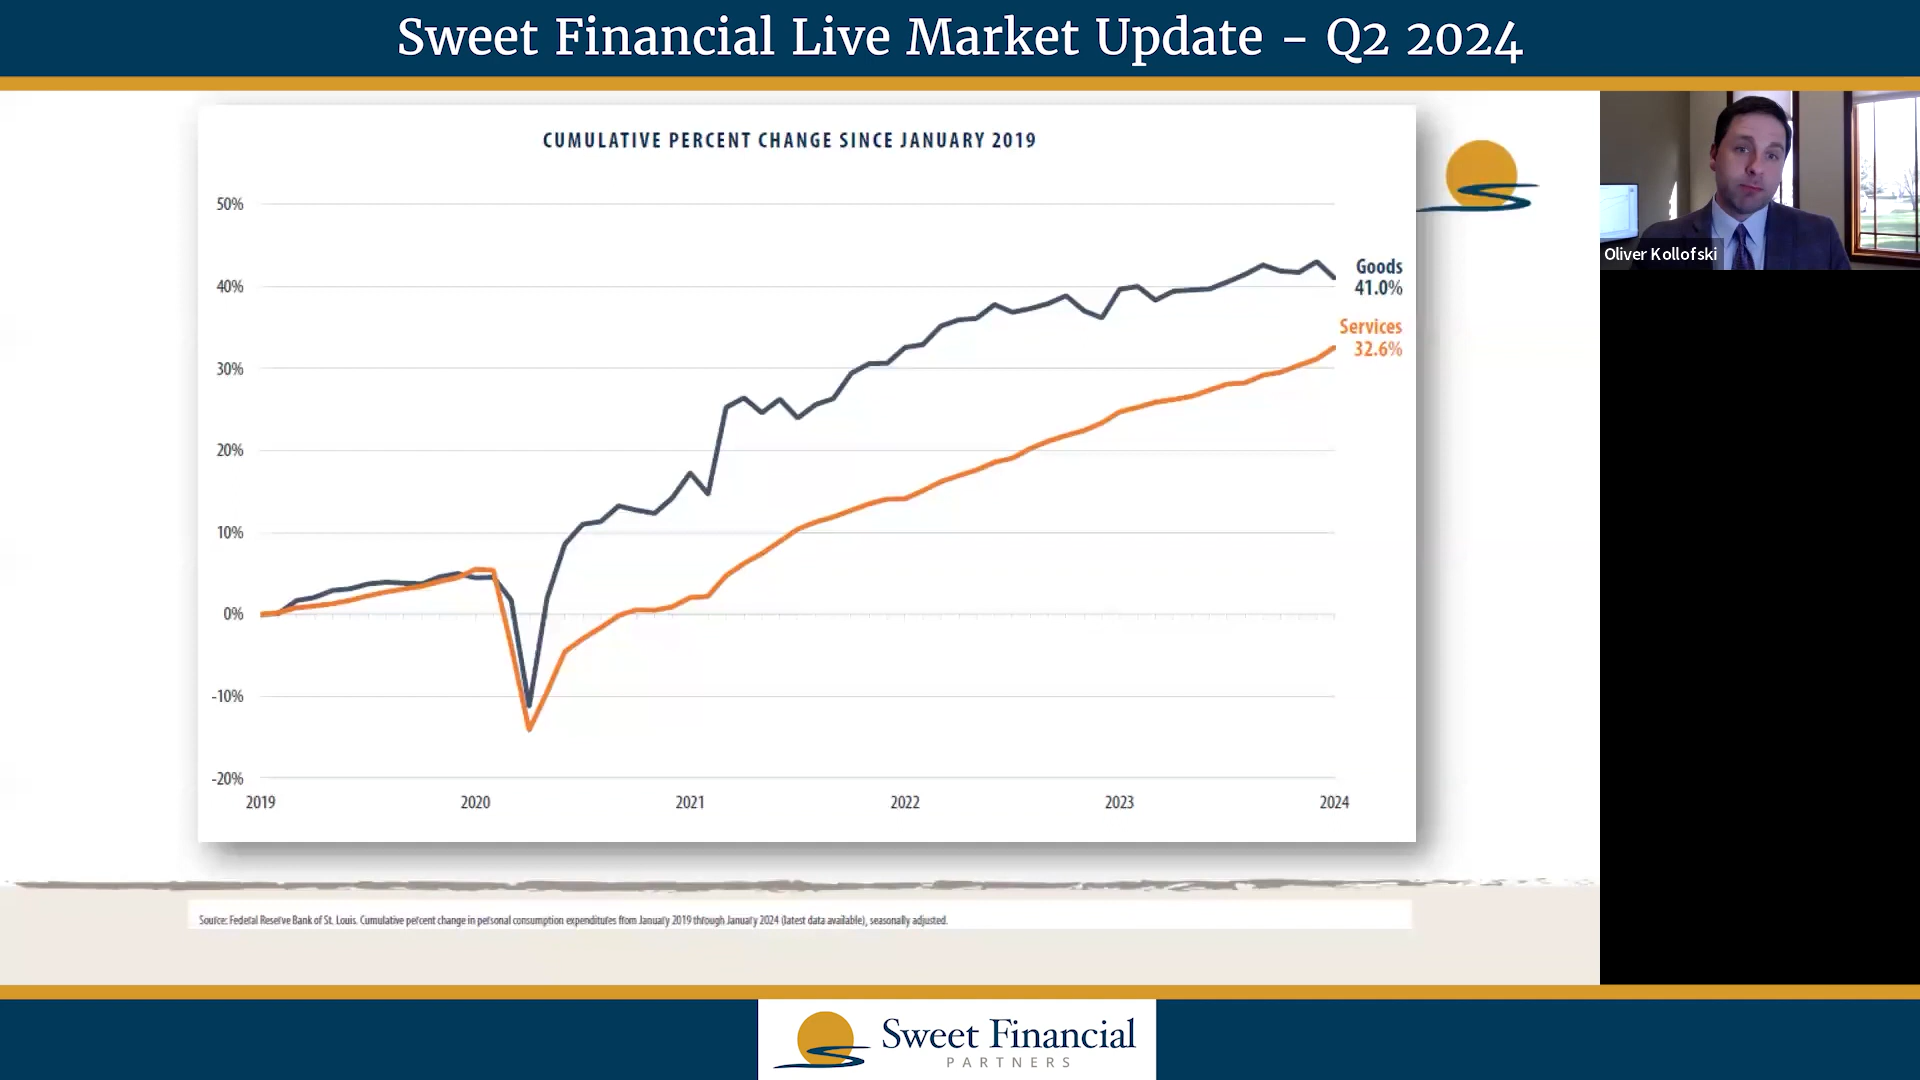 Sweet Financial Live Market Update - Q2 2024
CUMULATIVE PERCENT CHANGE SINCE JANUARY 2019
50%
40%
30%
20%
10%
0%
-10%
-20%
2019 2020 2021 2022 2023 2024
Goods
41.0%
Services
32.6%
Oliver Kollofski
Source: Federal Reserve Bank of St. Louis. Cumulative percent change in personal consumption expenditures from January 2019 through January 2024 (latest data available), seasonally adjusted.
Sweet Financial
PARTNERS